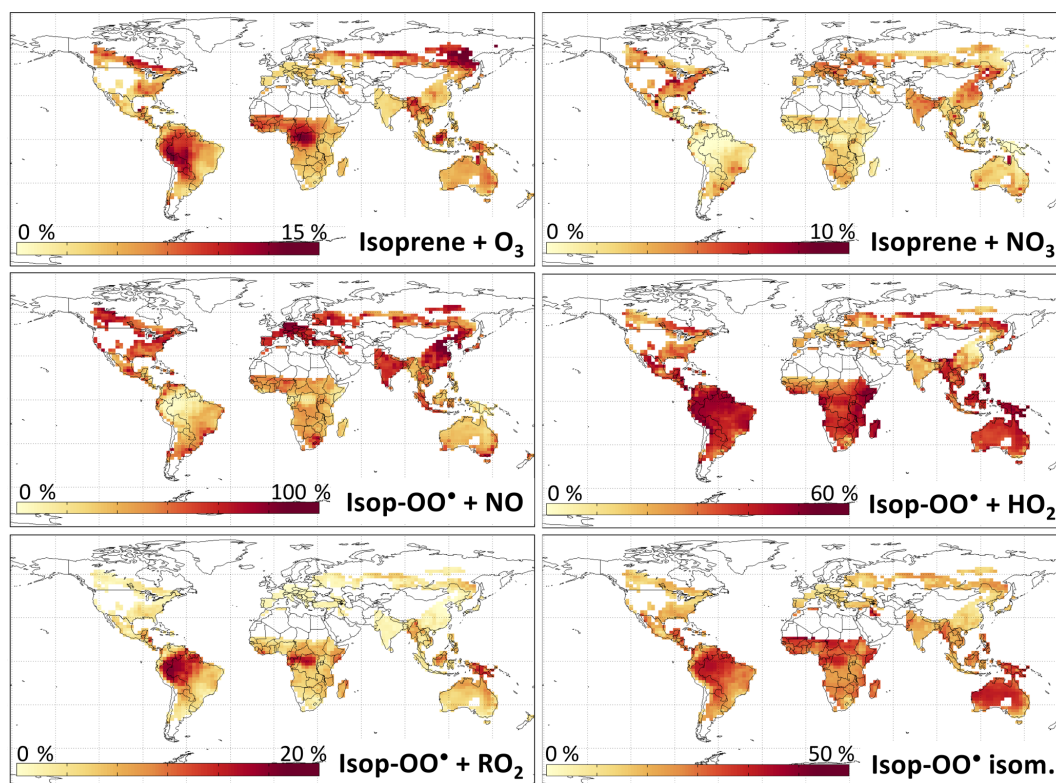 0 % 15 %
Isoprene + O₃
0 % 10 %
Isoprene + NO₃
0 % 100 %
Isop-OO• + NO
0 % 60 %
Isop-OO• + HO₂
0 % 20 %
Isop-OO• + RO₂
0 % 50 %
Isop-OO• isom.